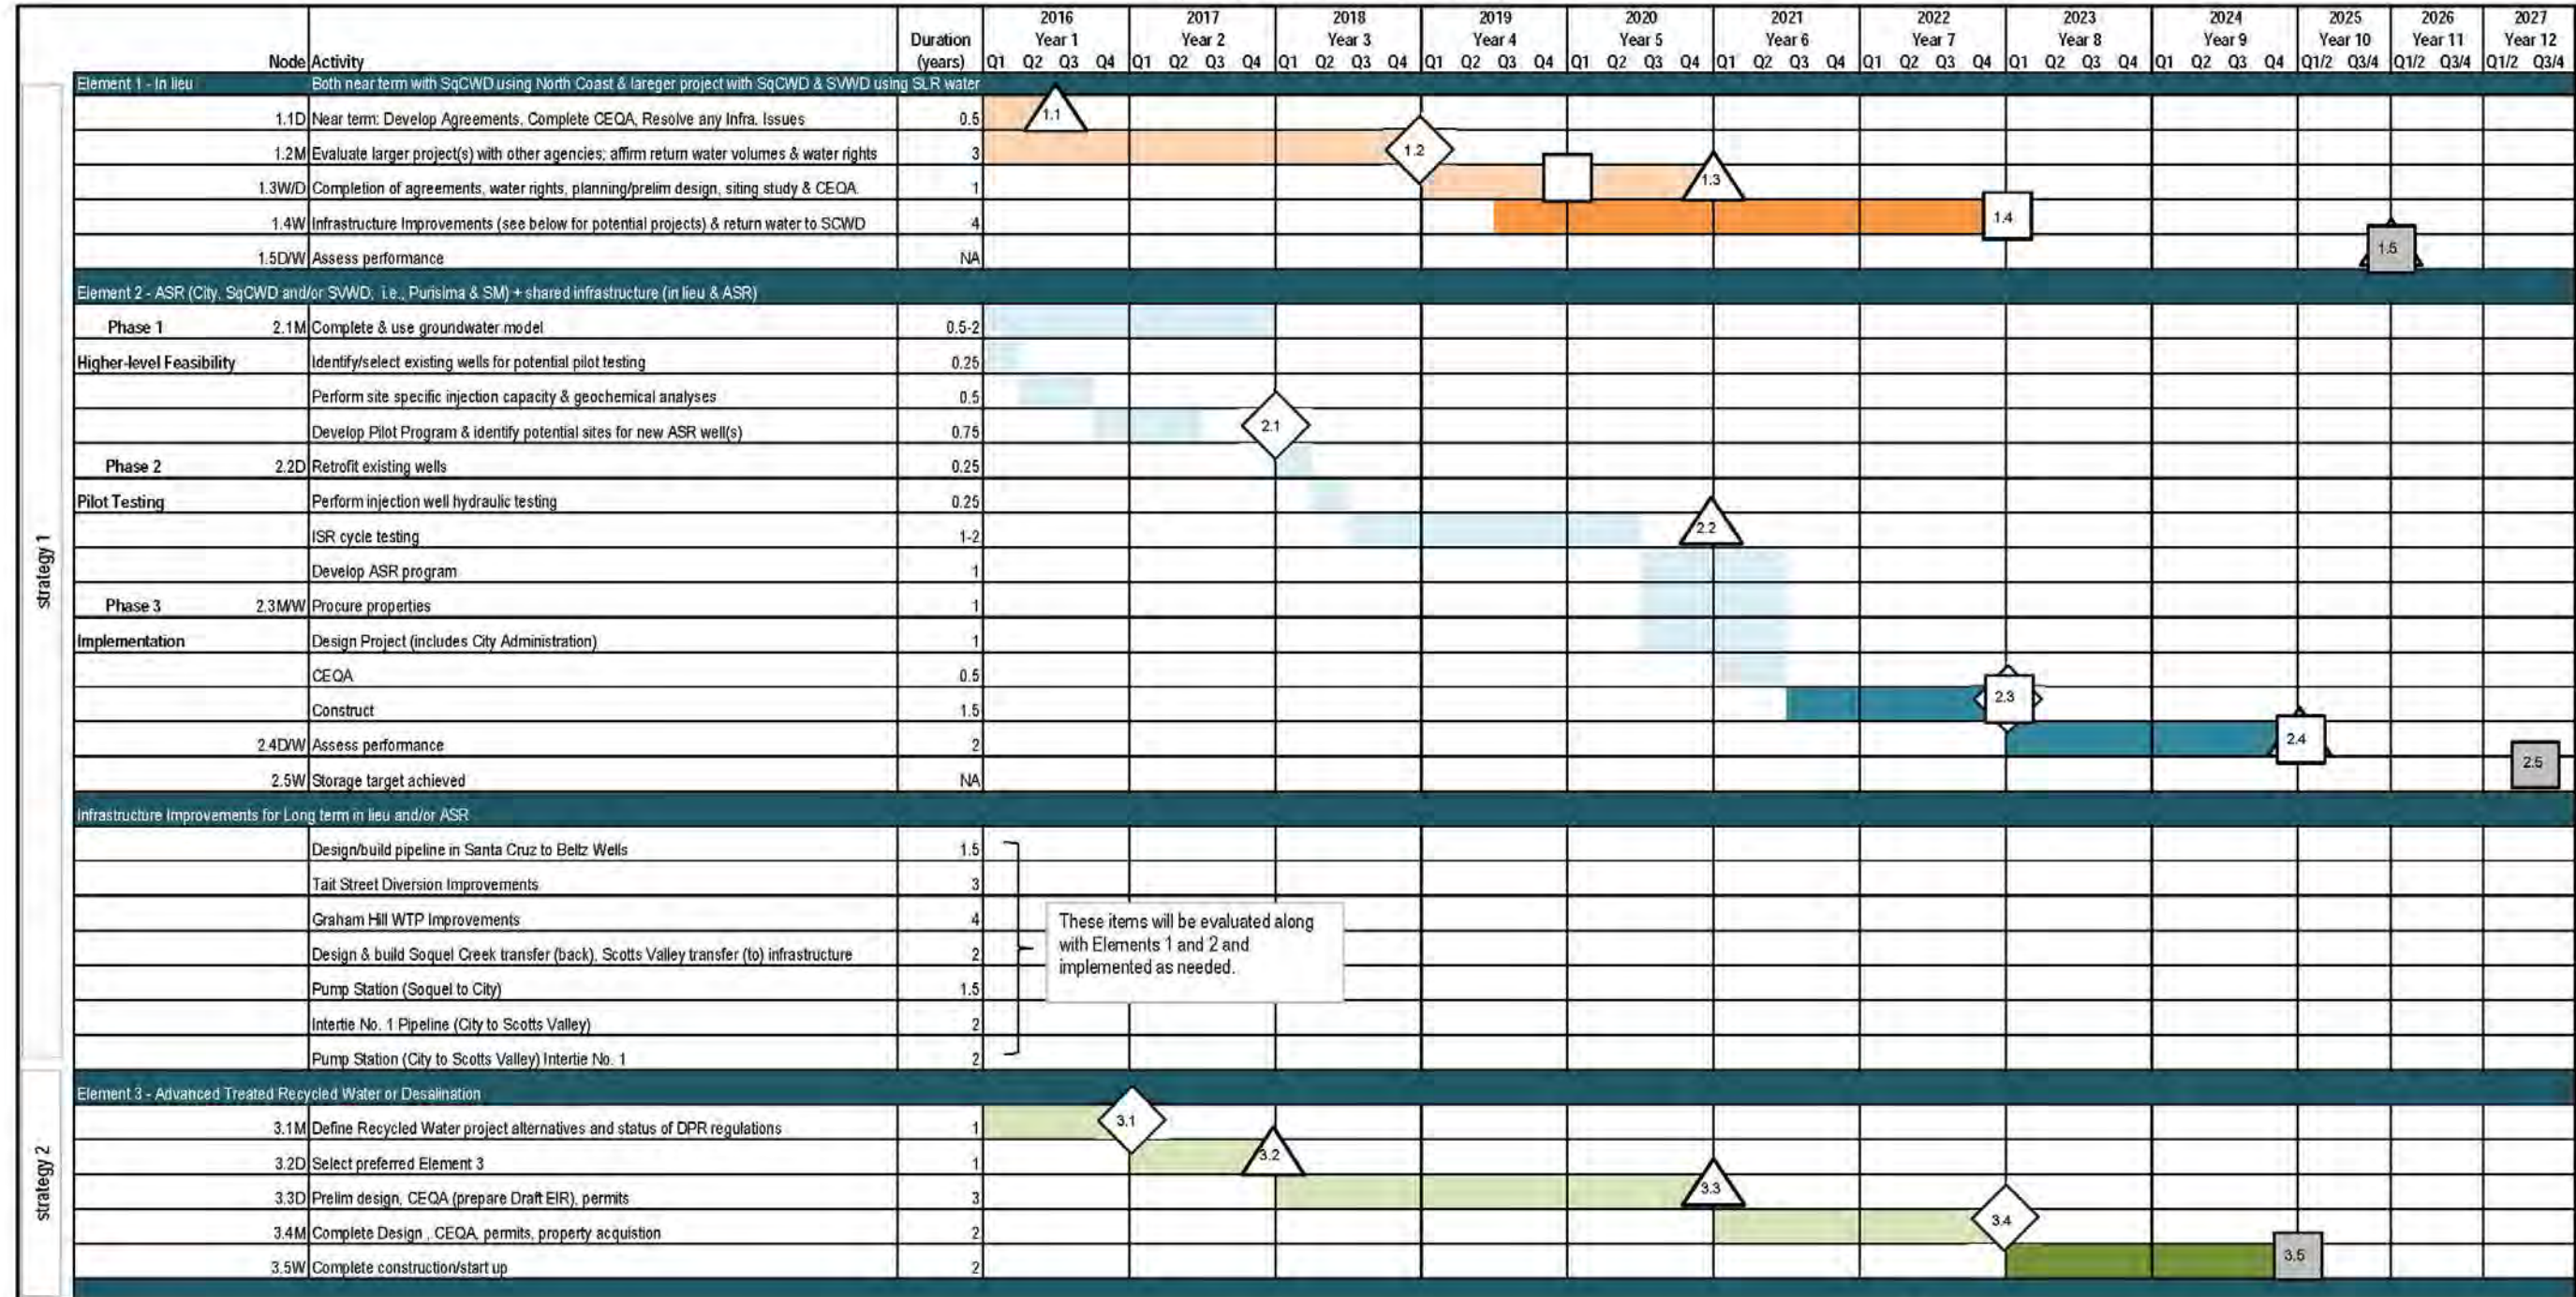 2016 2017 2018 2019 2020 2021 2022 2023 2024 2025 2026 2027
Duration Year 1 Year 2 Year 3 Year 4 Year 5 Year 6 Year 7 Year 8 Year 9 Year 10 Year 11 Year 12
Node Activity (years) Q1 Q2 Q3 Q4 Q1 Q2 Q3 Q4 Q1 Q2 Q3 Q4 Q1 Q2 Q3 Q4 Q1 Q2 Q3 Q4 Q1 Q2 Q3 Q4 Q1 Q2 Q3 Q4 Q1 Q2 Q3 Q4 Q1 Q2 Q3 Q4 Q1/2 Q3/4 Q1/2 Q3/4 Q1/2 Q3/4
strategy 1
Element 1 - In lieu Both near term with SqCWD using North Coast & lareger project with SqCWD & SVWD using SLR water
1.1D Near term: Develop Agreements, Complete CEQA, Resolve any Infra. Issues 0.5 1.1
1.2M Evaluate larger project(s) with other agencies; affirm return water volumes & water rights 3 1.2
1.3W/D Completion of agreements, water rights, planning/prelim design, siting study & CEQA. 1 1.3
1.4W Infrastructure Improvements (see below for potential projects) & return water to SCWD 4 1.4
1.5D/W Assess performance NA 1.5
Element 2 - ASR (City, SqCWD and/or SVWD; i.e., Purisima & SM) + shared infrastructure (in lieu & ASR)
Phase 1 2.1M Complete & use groundwater model 0.5-2
Higher-level Feasibility Identify/select existing wells for potential pilot testing 0.25
Perform site specific injection capacity & geochemical analyses 0.5
Develop Pilot Program & identify potential sites for new ASR well(s) 0.75 2.1
Phase 2 2.2D Retrofit existing wells 0.25
Pilot Testing Perform injection well hydraulic testing 0.25
ISR cycle testing 1-2 2.2
Develop ASR program 1
Phase 3 2.3M/W Procure properties 1
Implementation Design Project (includes City Administration) 1
CEQA 0.5
Construct 1.5 2.3
2.4D/W Assess performance 2 2.4
2.5W Storage target achieved NA 2.5
Infrastructure Improvements for Long term in lieu and/or ASR
Design/build pipeline in Santa Cruz to Beltz Wells 1.5
Tait Street Diversion Improvements 3
Graham Hill WTP Improvements 4
Design & build Soquel Creek transfer (back), Scotts Valley transfer (to) infrastructure 2
Pump Station (Soquel to City) 1.5
Intertie No. 1 Pipeline (City to Scotts Valley) 2
Pump Station (City to Scotts Valley) Intertie No. 1 2
These items will be evaluated along
with Elements 1 and 2 and
implemented as needed.
strategy 2
Element 3 - Advanced Treated Recycled Water or Desalination
3.1M Define Recycled Water project alternatives and status of DPR regulations 1 3.1
3.2D Select preferred Element 3 1 3.2
3.3D Prelim design, CEQA (prepare Draft EIR), permits 3 3.3
3.4M Complete Design , CEQA, permits, property acquistion 2 3.4
3.5W Complete construction/start up 2 3.5